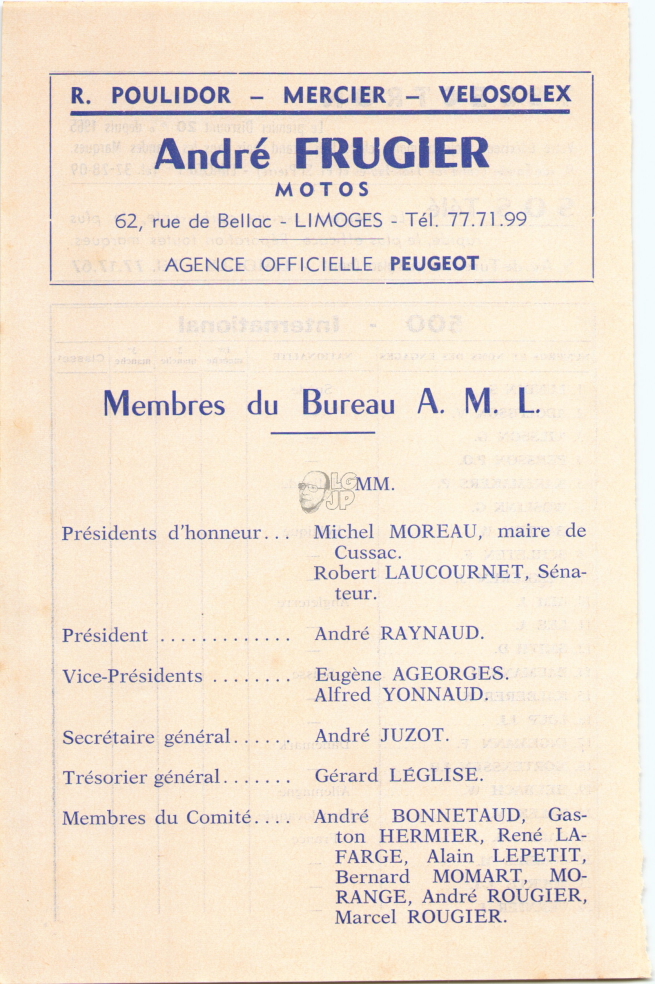 R. POULIDOR – MERCIER – VELOSOLEX
André FRUGIER
MOTOS
62, rue de Bellac - LIMOGES - Tél. 77.71.99
AGENCE OFFICIELLE PEUGEOT
Membres du Bureau A. M. L.
LG
JP
MM.
Présidents d'honneur... Michel MOREAU, maire de
Cussac.
Robert LAUCOURNET, Séna-
teur.
Président ............. André RAYNAUD.
Vice-Présidents ........ Eugène AGEORGES.
Alfred YONNAUD.
Secrétaire général...... André JUZOT.
Trésorier général....... Gérard LÉGLISE.
Membres du Comité.... André BONNETAUD, Gas-
ton HERMIER, René LA-
FARGE, Alain LEPETIT,
Bernard MOMART, MO-
RANGE, André ROUGIER,
Marcel ROUGIER.